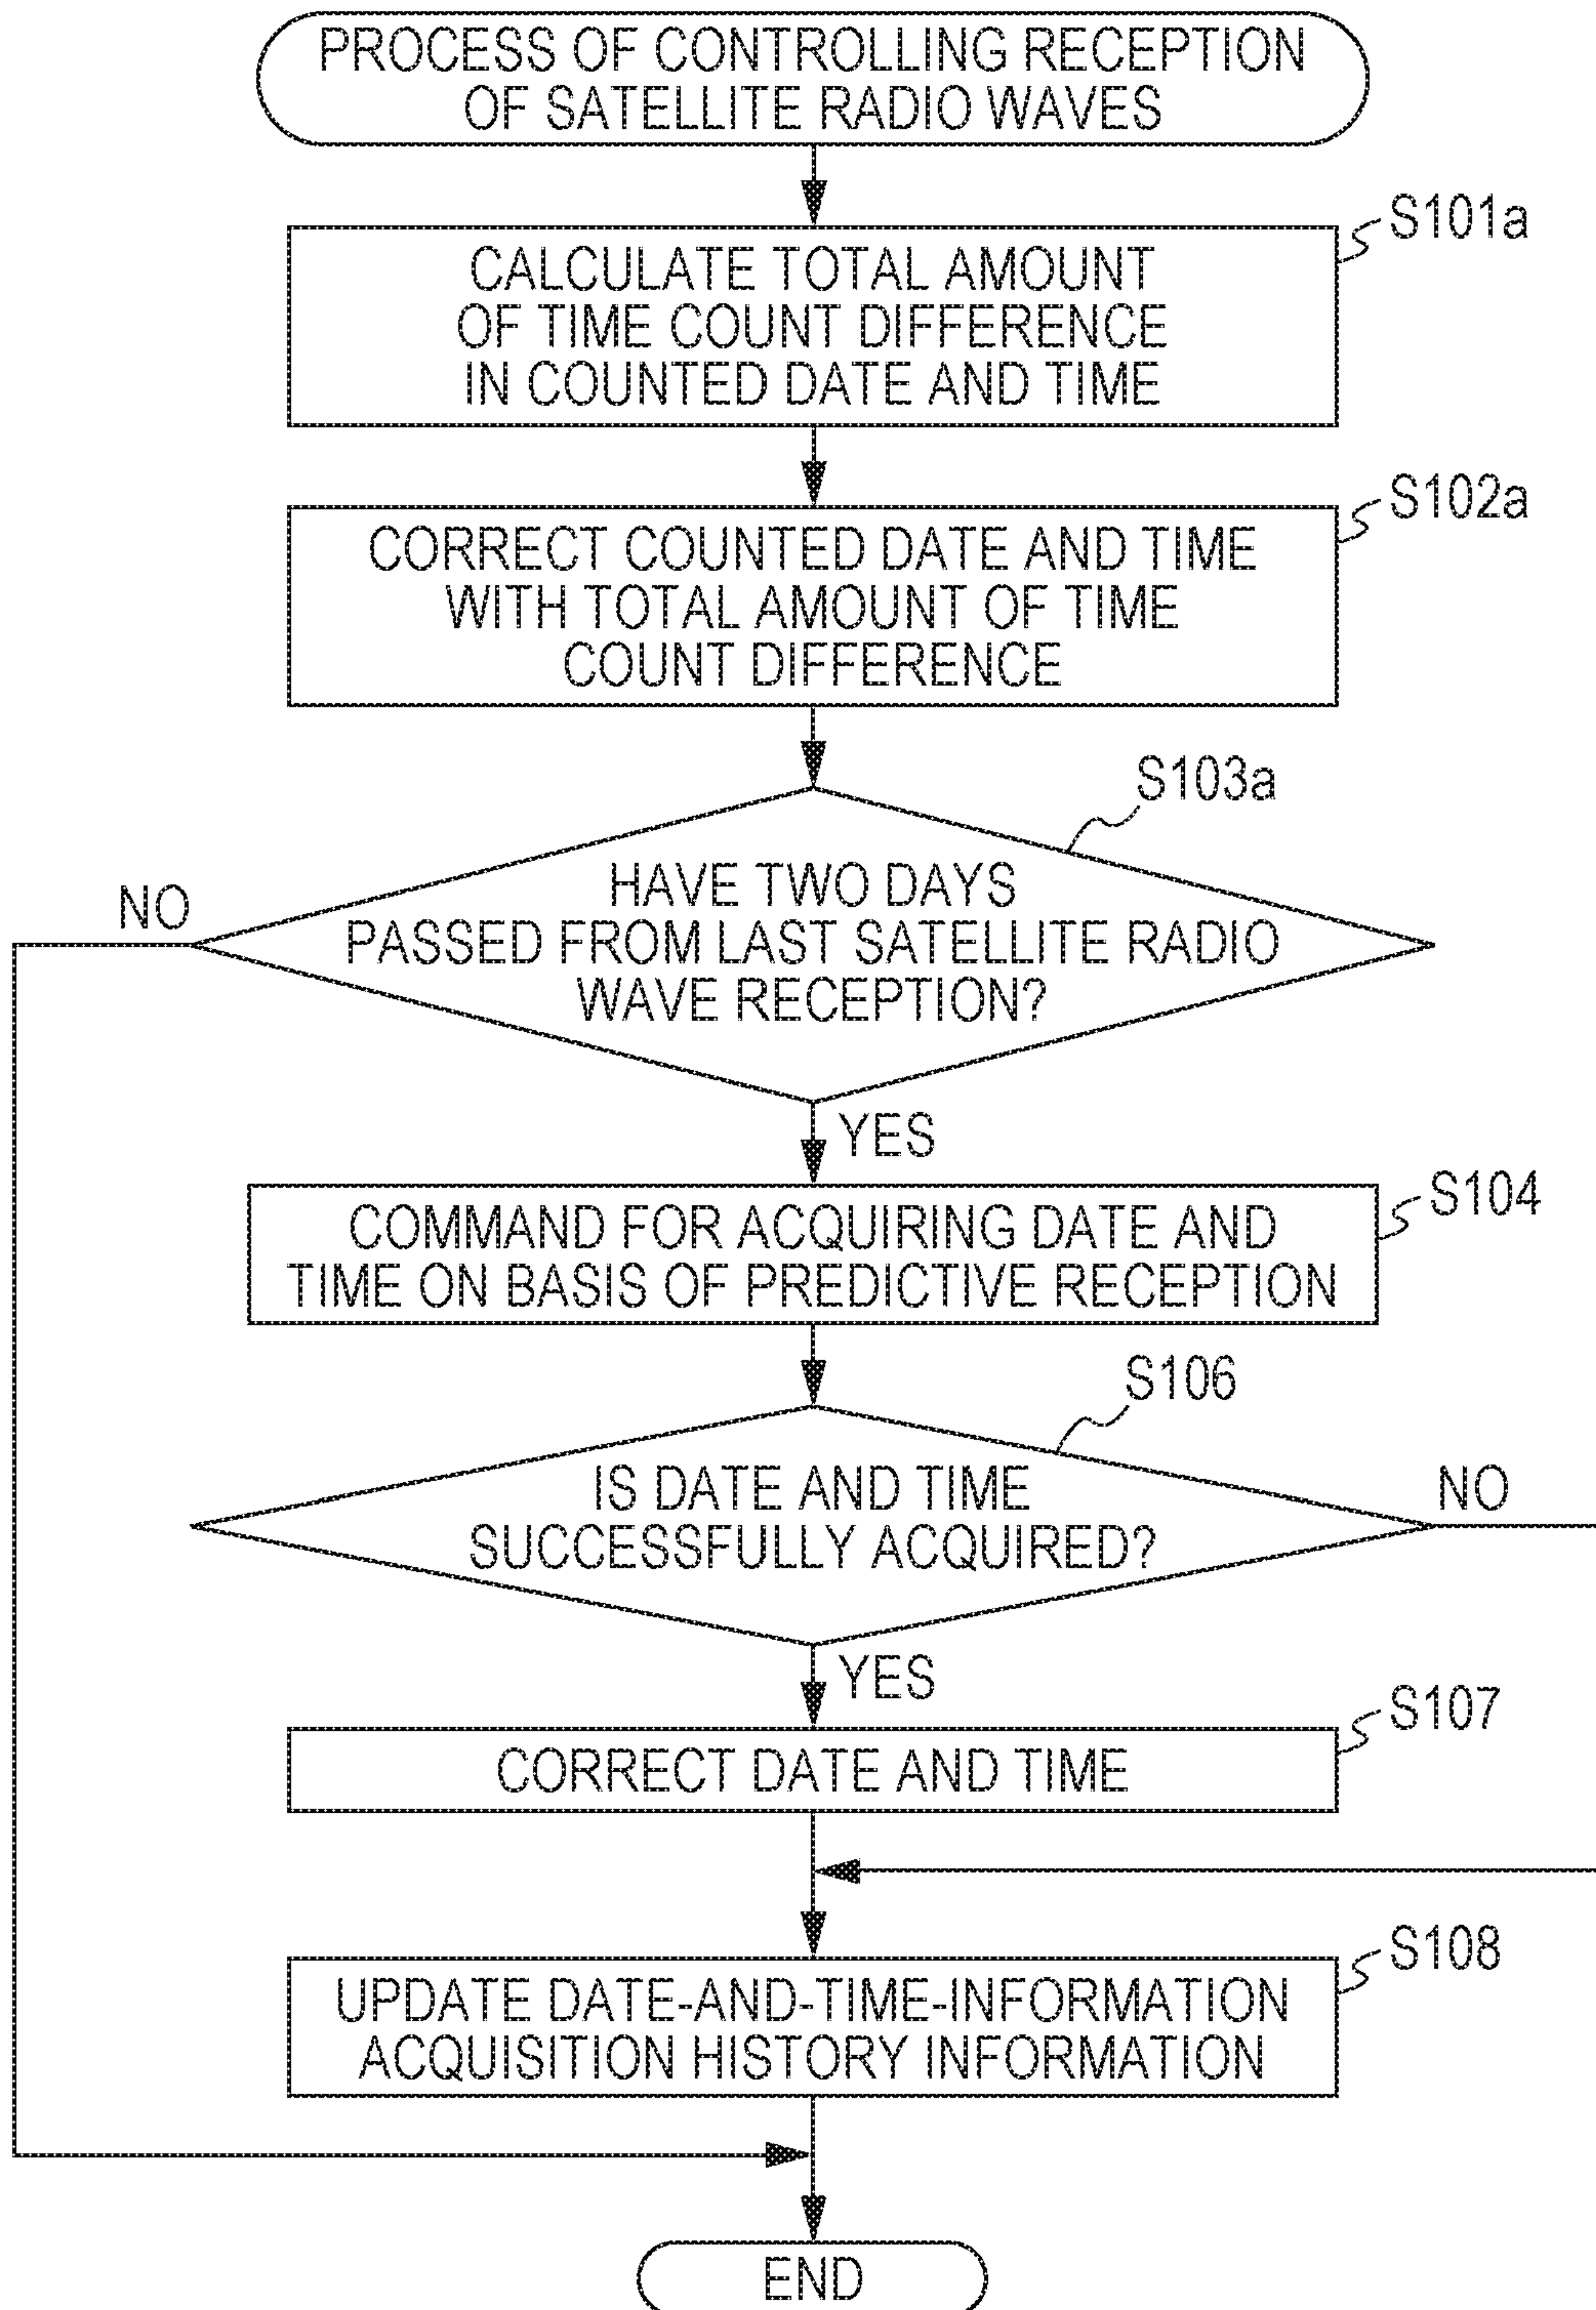 PROCESS OF CONTROLLING RECEPTION
OF SATELLITE RADIO WAVES
S101a
CALCULATE TOTAL AMOUNT
OF TIME COUNT DIFFERENCE
IN COUNTED DATE AND TIME
S102a
CORRECT COUNTED DATE AND TIME
WITH TOTAL AMOUNT OF TIME
COUNT DIFFERENCE
S103a
HAVE TWO DAYS
PASSED FROM LAST SATELLITE RADIO
WAVE RECEPTION?
NO
YES
S104
COMMAND FOR ACQUIRING DATE AND
TIME ON BASIS OF PREDICTIVE RECEPTION
S106
IS DATE AND TIME
SUCCESSFULLY ACQUIRED?
NO
YES
S107
CORRECT DATE AND TIME
S108
UPDATE DATE-AND-TIME-INFORMATION
ACQUISITION HISTORY INFORMATION
END